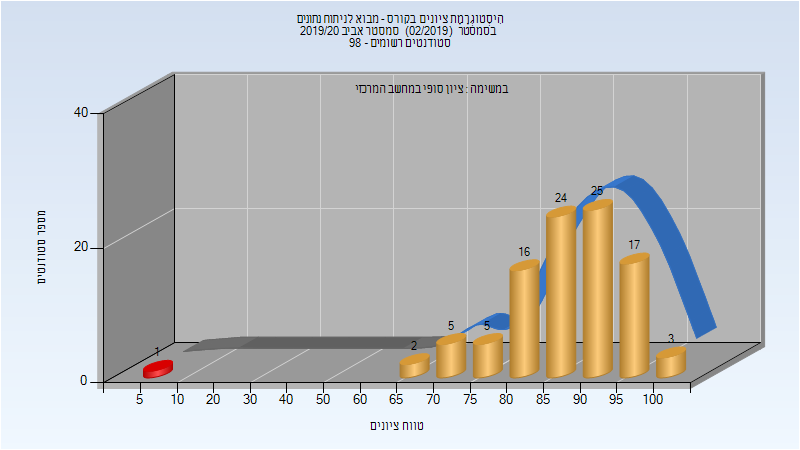 היסטוגרמת ציונים בקורס - מבוא לניתוח נתונים
בסמסטר (02/2019) סמסטר אביב 2019/20
סטודנטים רשומים - 98
במשימה : ציון סופי במחשב המרכזי
מספר סטודנטים
40
20
0
1
2
5
5
16
24
25
17
3
5 10 20 30 40 50 60 65 70 75 80 85 90 95 100
טווח ציונים